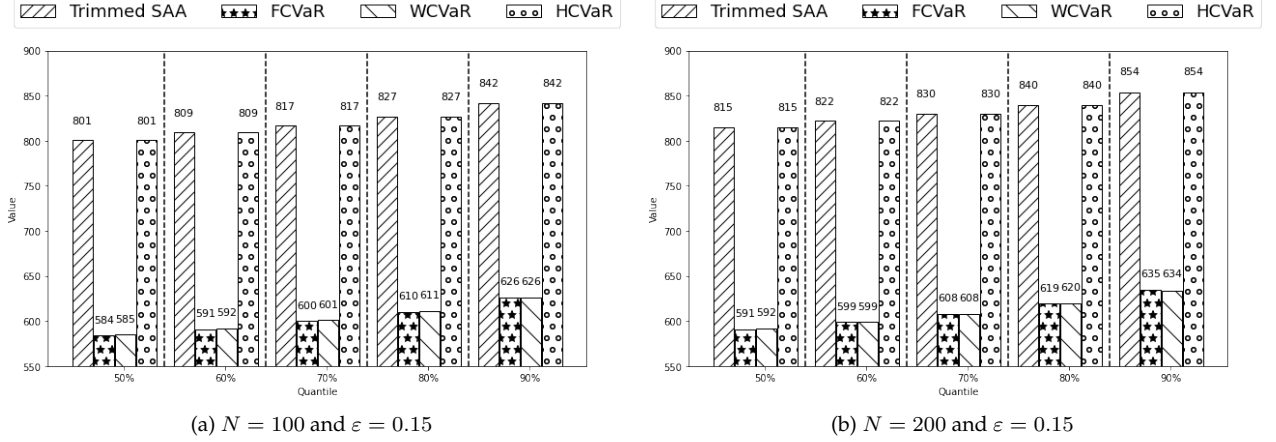 Trimmed SAA FCVaR WCVaR HCVaR
900
850
800
750
700
650
600
550
Value
801 584 585 801
809 591 592 809
817 600 601 817
827 610 611 827
842 626 626 842
50% 60% 70% 80% 90%
Quantile
(a) N = 100 and ε = 0.15
Trimmed SAA FCVaR WCVaR HCVaR
900
850
800
750
700
650
600
550
Value
815 591 592 815
822 599 599 822
830 608 608 830
840 619 620 840
854 635 634 854
50% 60% 70% 80% 90%
Quantile
(b) N = 200 and ε = 0.15